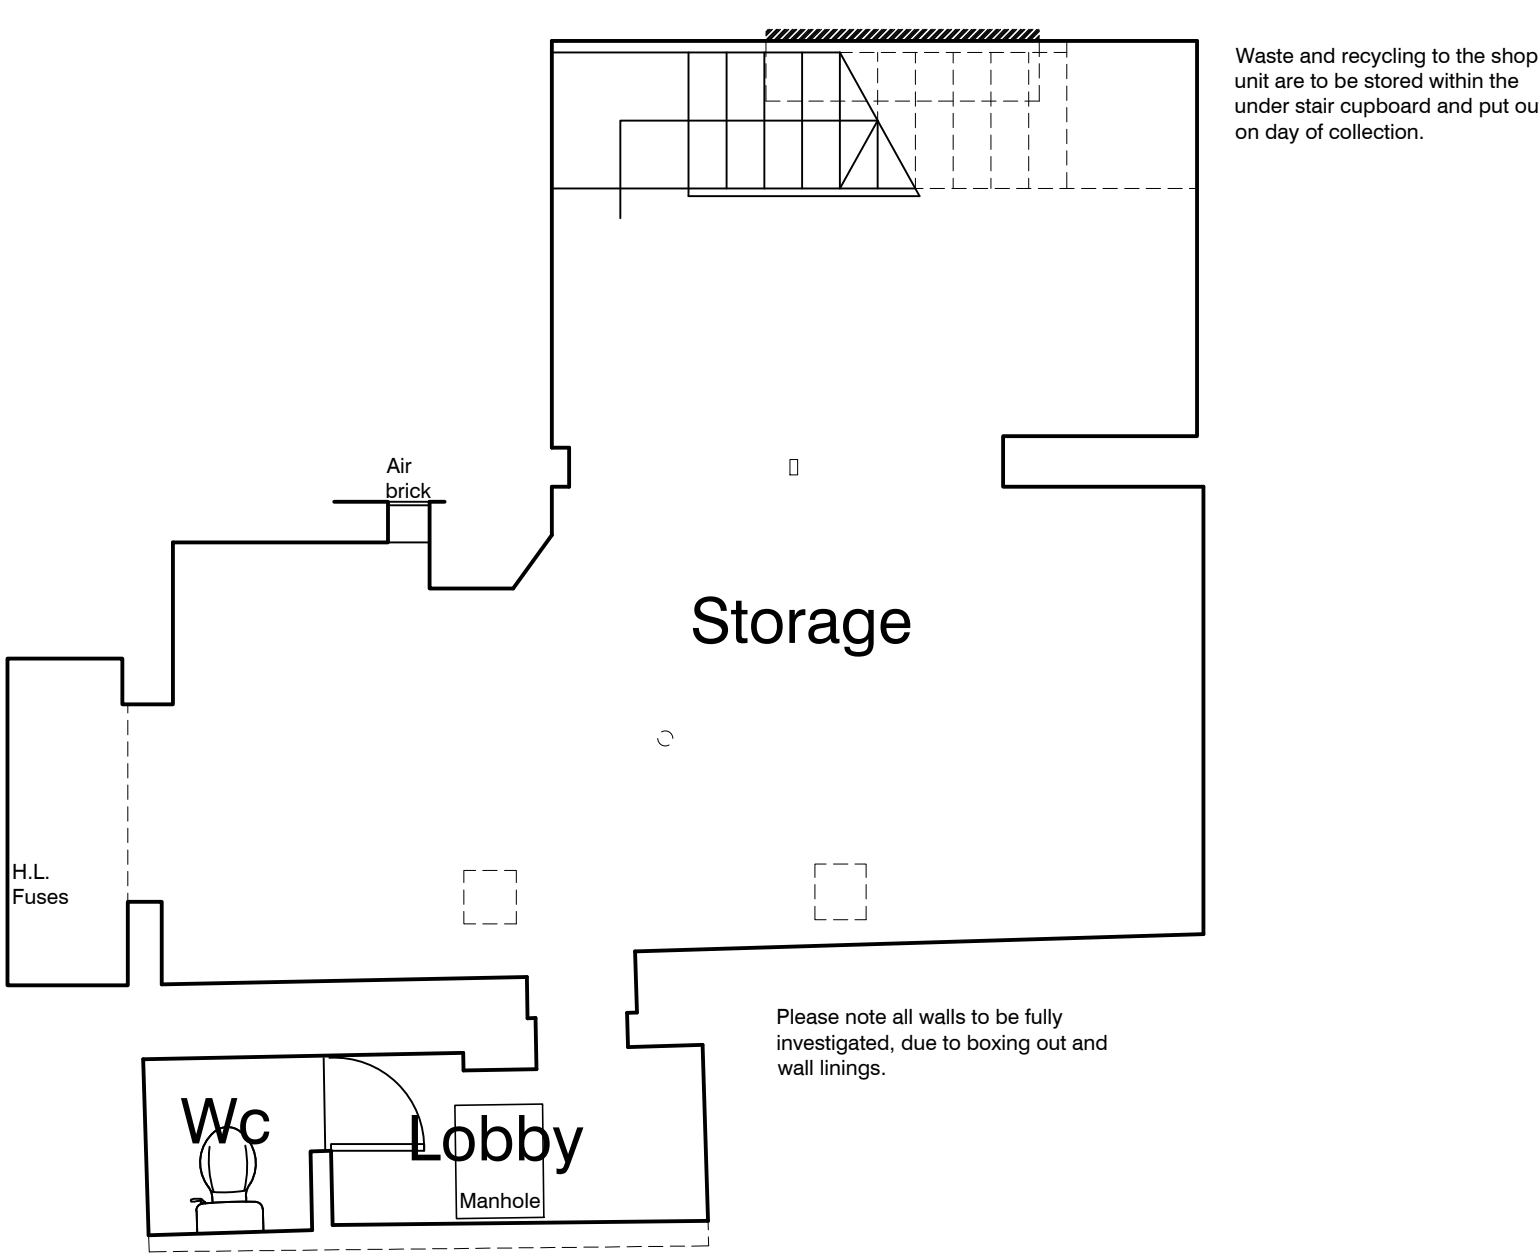 Waste and recycling to the shop
unit are to be stored within the
under stair cupboard and put ou
on day of collection.
Air
brick
Storage
H.L.
Fuses
Please note all walls to be fully
investigated, due to boxing out and
wall linings.
Wc
Lobby
Manhole